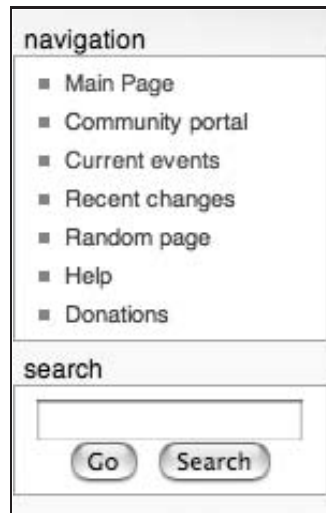 navigation
Main Page
Community portal
Current events
Recent changes
Random page
Help
Donations
search
Go Search